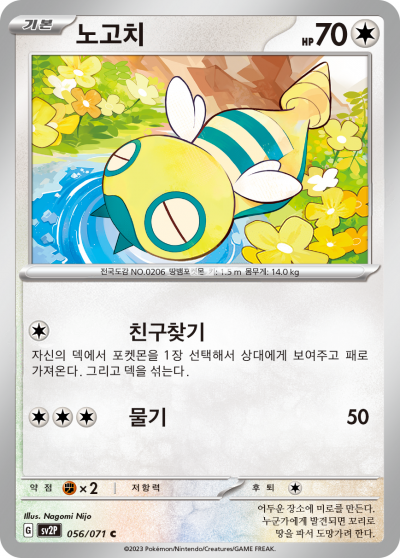 기본 노고치 HP 70
전국도감 NO.0206 땅뱀포켓몬 키: 1.5 m 몸무게: 14.0 kg
친구찾기
자신의 덱에서 포켓몬을 1장 선택해서 상대에게 보여주고 패로
가져온다. 그리고 덱을 섞는다.
물기 50
약점 ×2 저항력 후퇴
Illus. Nagomi Nijo
G SV2P 056/071 C
어두운 장소에 미로를 만든다.
누군가에게 발견되면 꼬리로
땅을 파서 도망가려 한다.
©2023 Pokémon/Nintendo/Creatures/GAME FREAK.